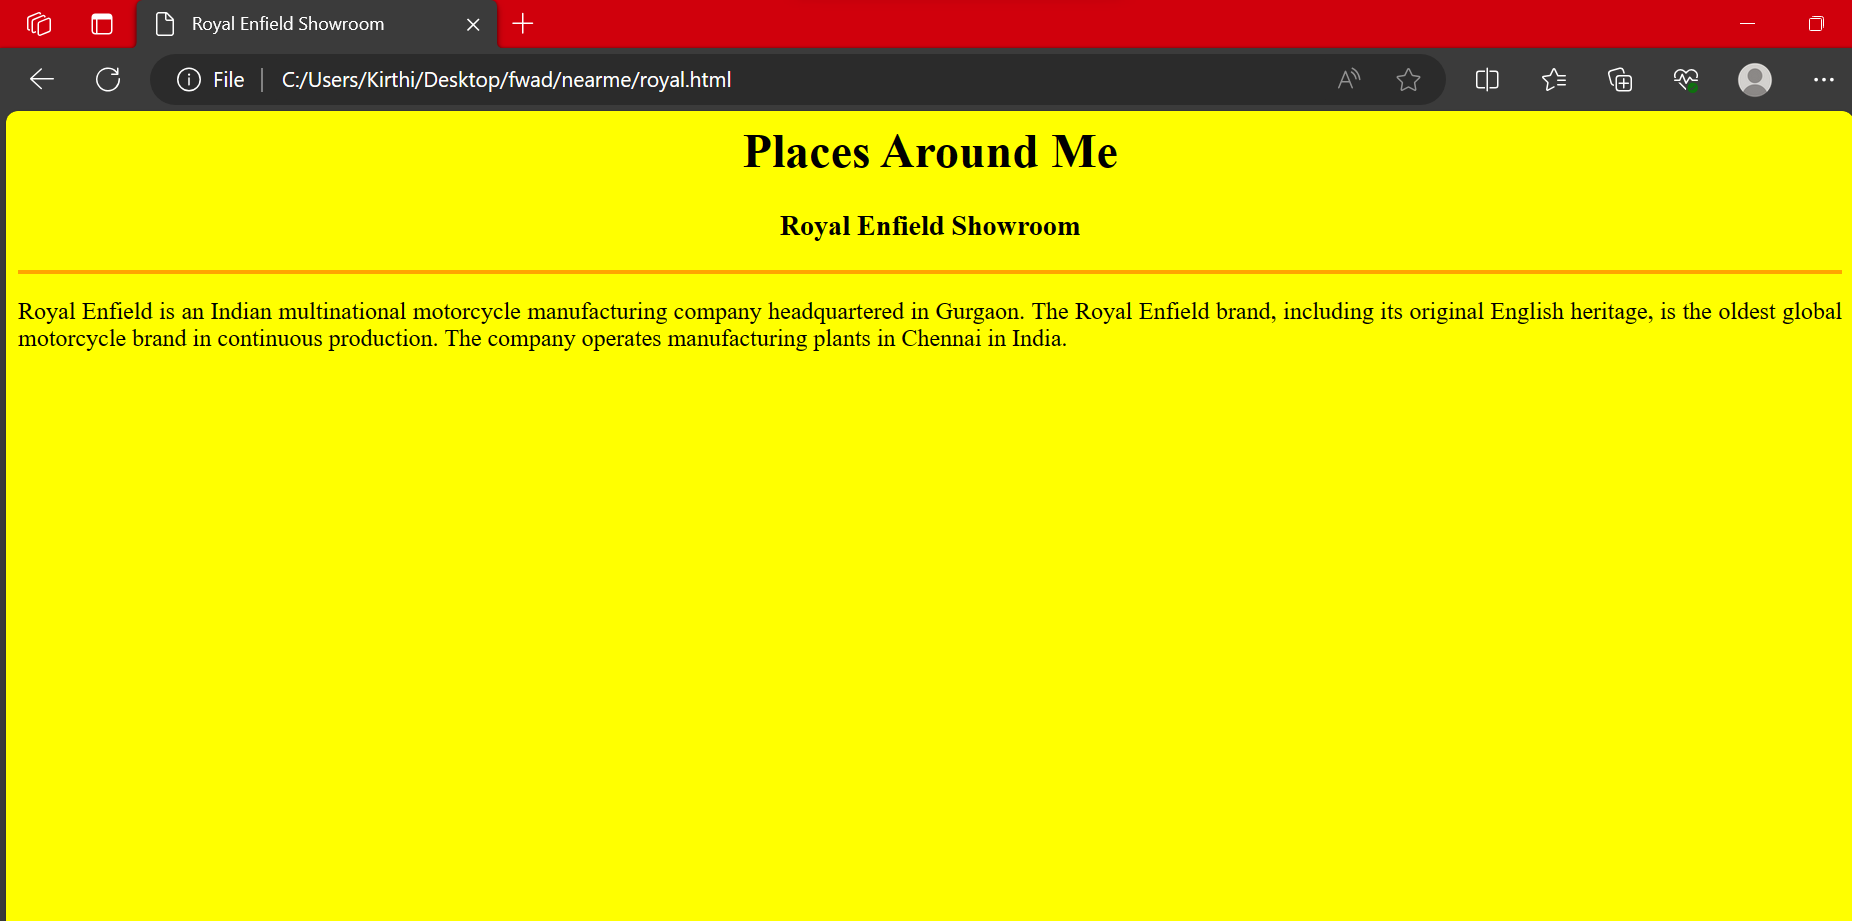 Royal Enfield Showroom
File
C:/Users/Kirthi/Desktop/fwad/nearme/royal.html
Places Around Me
Royal Enfield Showroom
Royal Enfield is an Indian multinational motorcycle manufacturing company headquartered in Gurgaon. The Royal Enfield brand, including its original English heritage, is the oldest global
motorcycle brand in continuous production. The company operates manufacturing plants in Chennai in India.